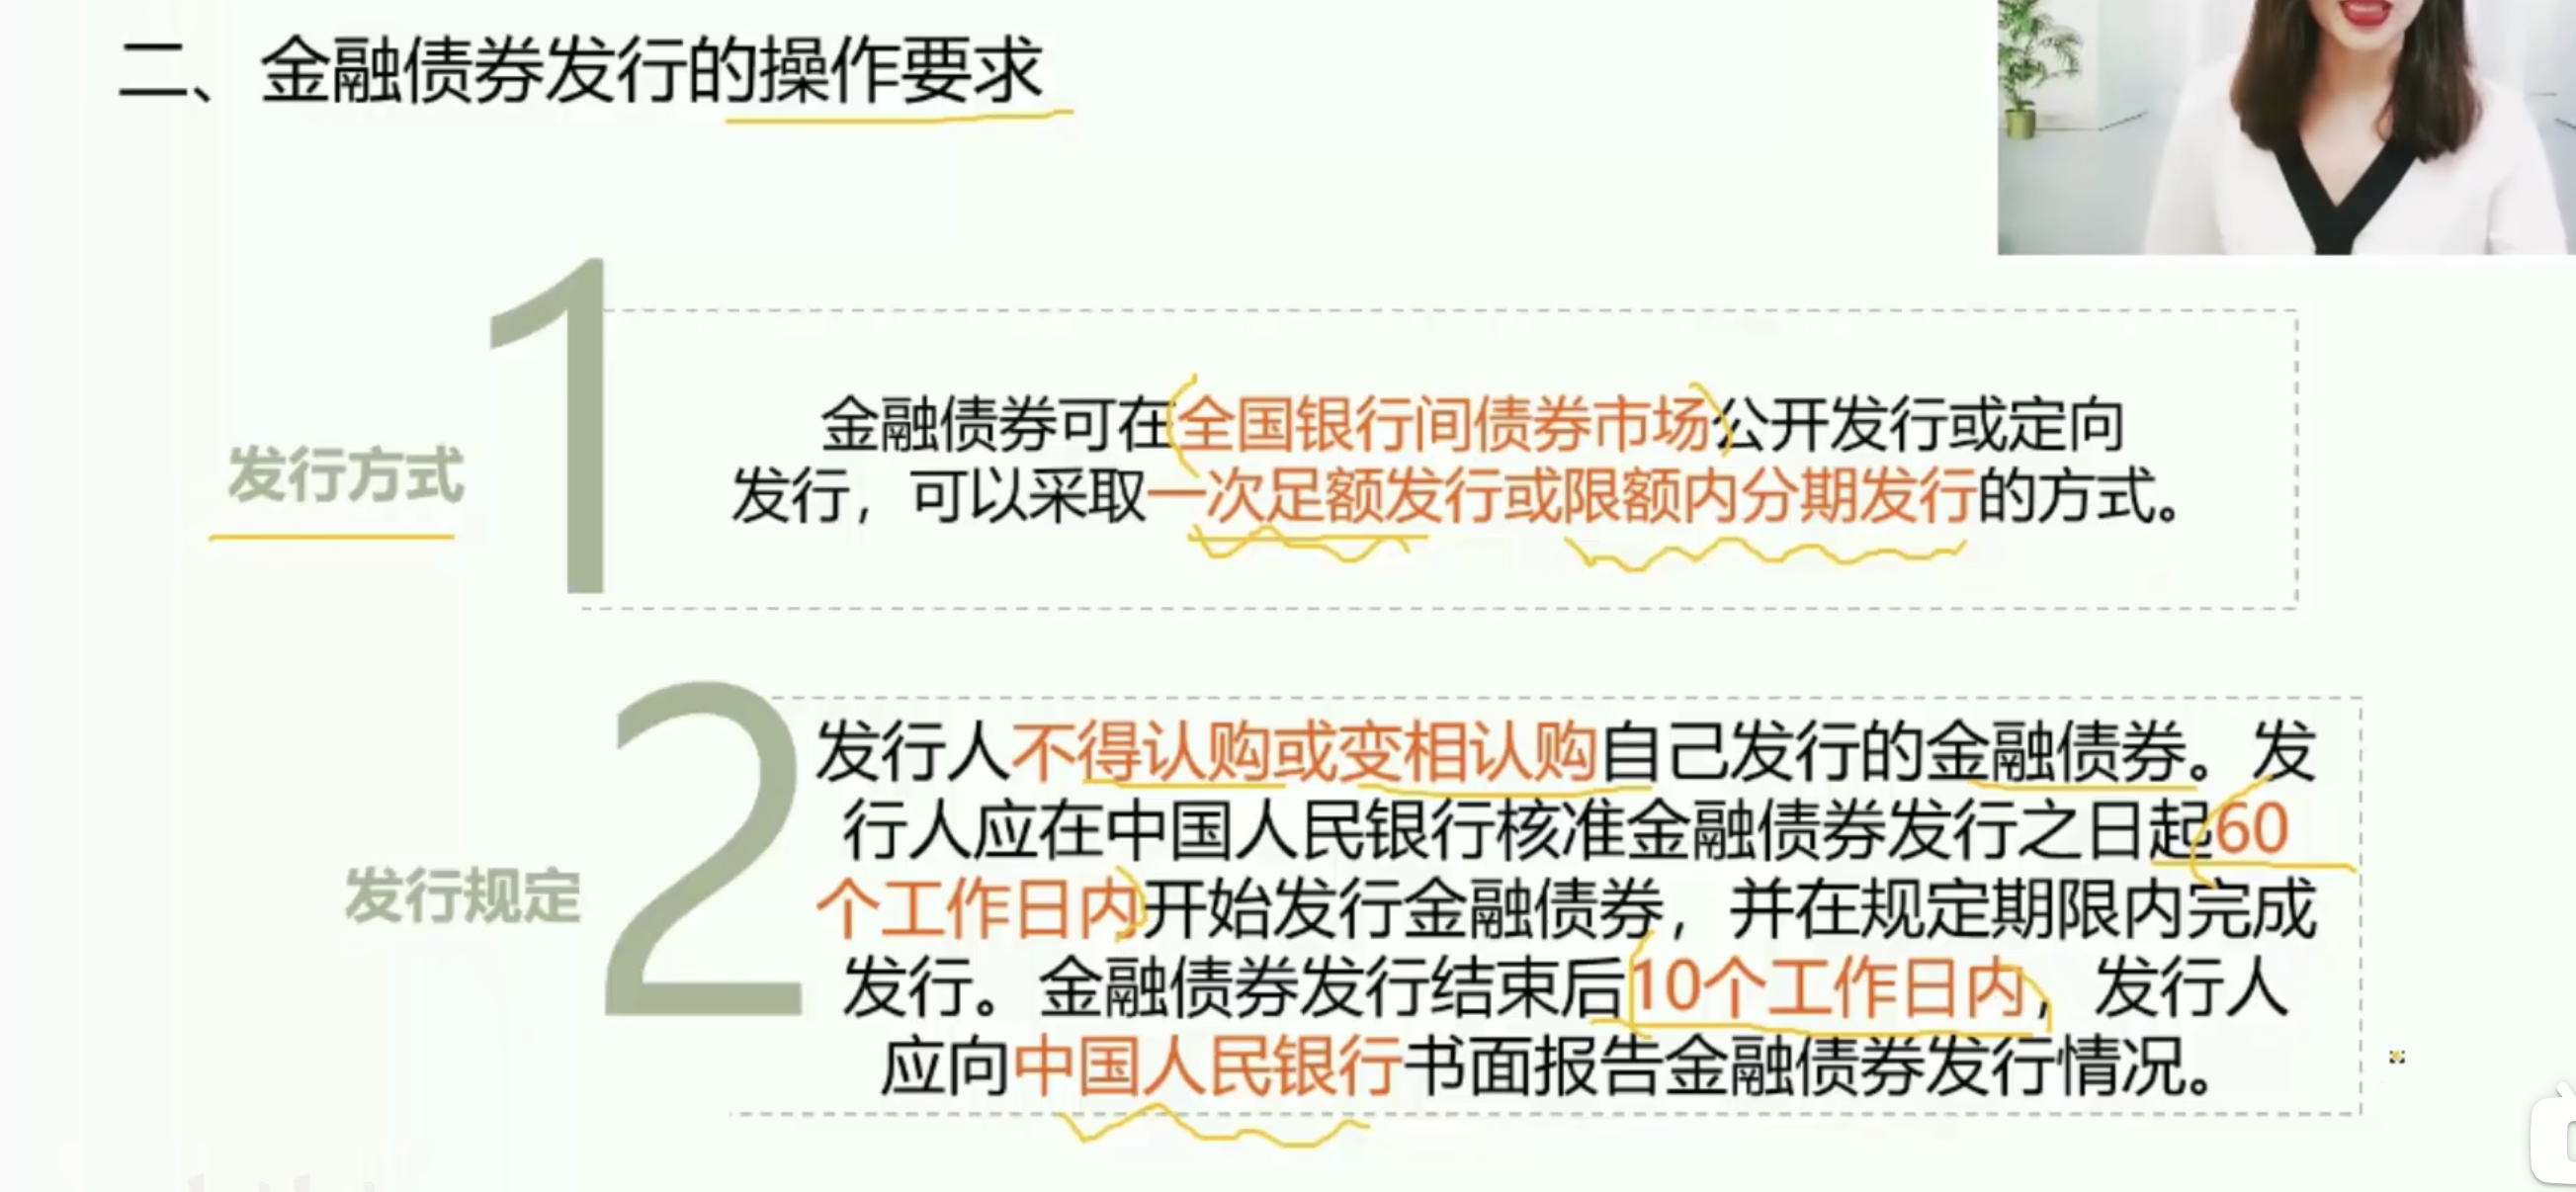 二、金融债券发行的操作要求
1
发行方式
金融债券可在全国银行间债券市场公开发行或定向
发行，可以采取一次足额发行或限额内分期发行的方式。
2
发行规定
发行人不得认购或变相认购自己发行的金融债券。发
行人应在中国人民银行核准金融债券发行之日起60
个工作日内开始发行金融债券，并在规定期限内完成
发行。金融债券发行结束后10个工作日内，发行人
应向中国人民银行书面报告金融债券发行情况。